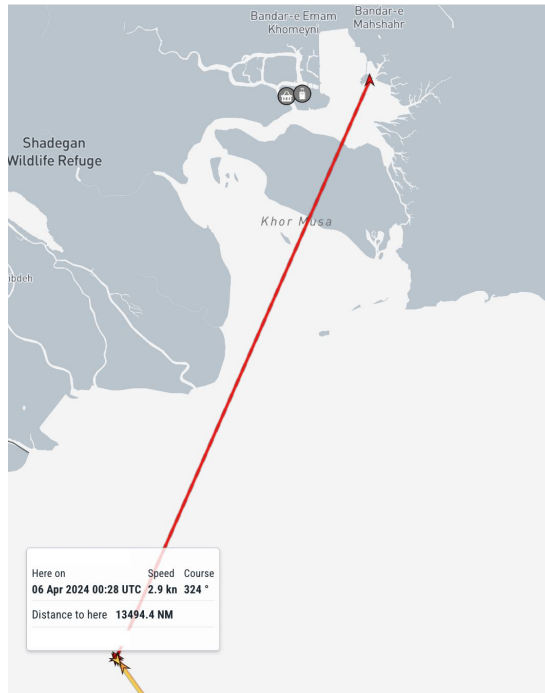 Bandar-e Emam
Khomeyni
Bandar-e
Mahshahr
Shadegan
Wildlife Refuge
Khor Musa
ibdeh
Here on Speed Course
06 Apr 2024 00:28 UTC 2.9 kn 324 °
Distance to here 13494.4 NM